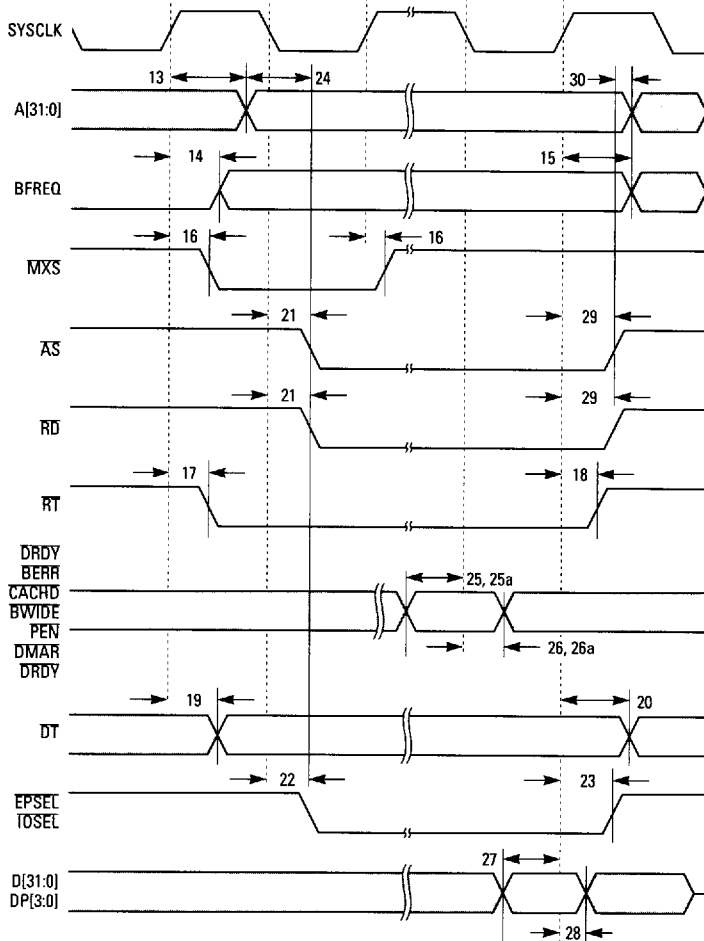 SYSCLK
13 24 30
A[31:0]
14 15
BFREQ
16 16
MXS
21 29
AS
21 29
RD
17 18
RT
DRDY
BERR 25, 25a
CACHD
BWIDE
PEN
DMAR 26, 26a
DRDY
19 20
DT
22 23
EPSEL
IOSEL
27
D[31:0]
DP[3:0]
28